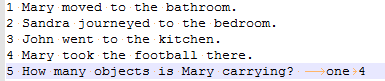 1 Mary moved to the bathroom.
2 Sandra journeyed to the bedroom.
3 John went to the kitchen.
4 Mary took the football there.
5 How many objects is Mary carrying? one 4